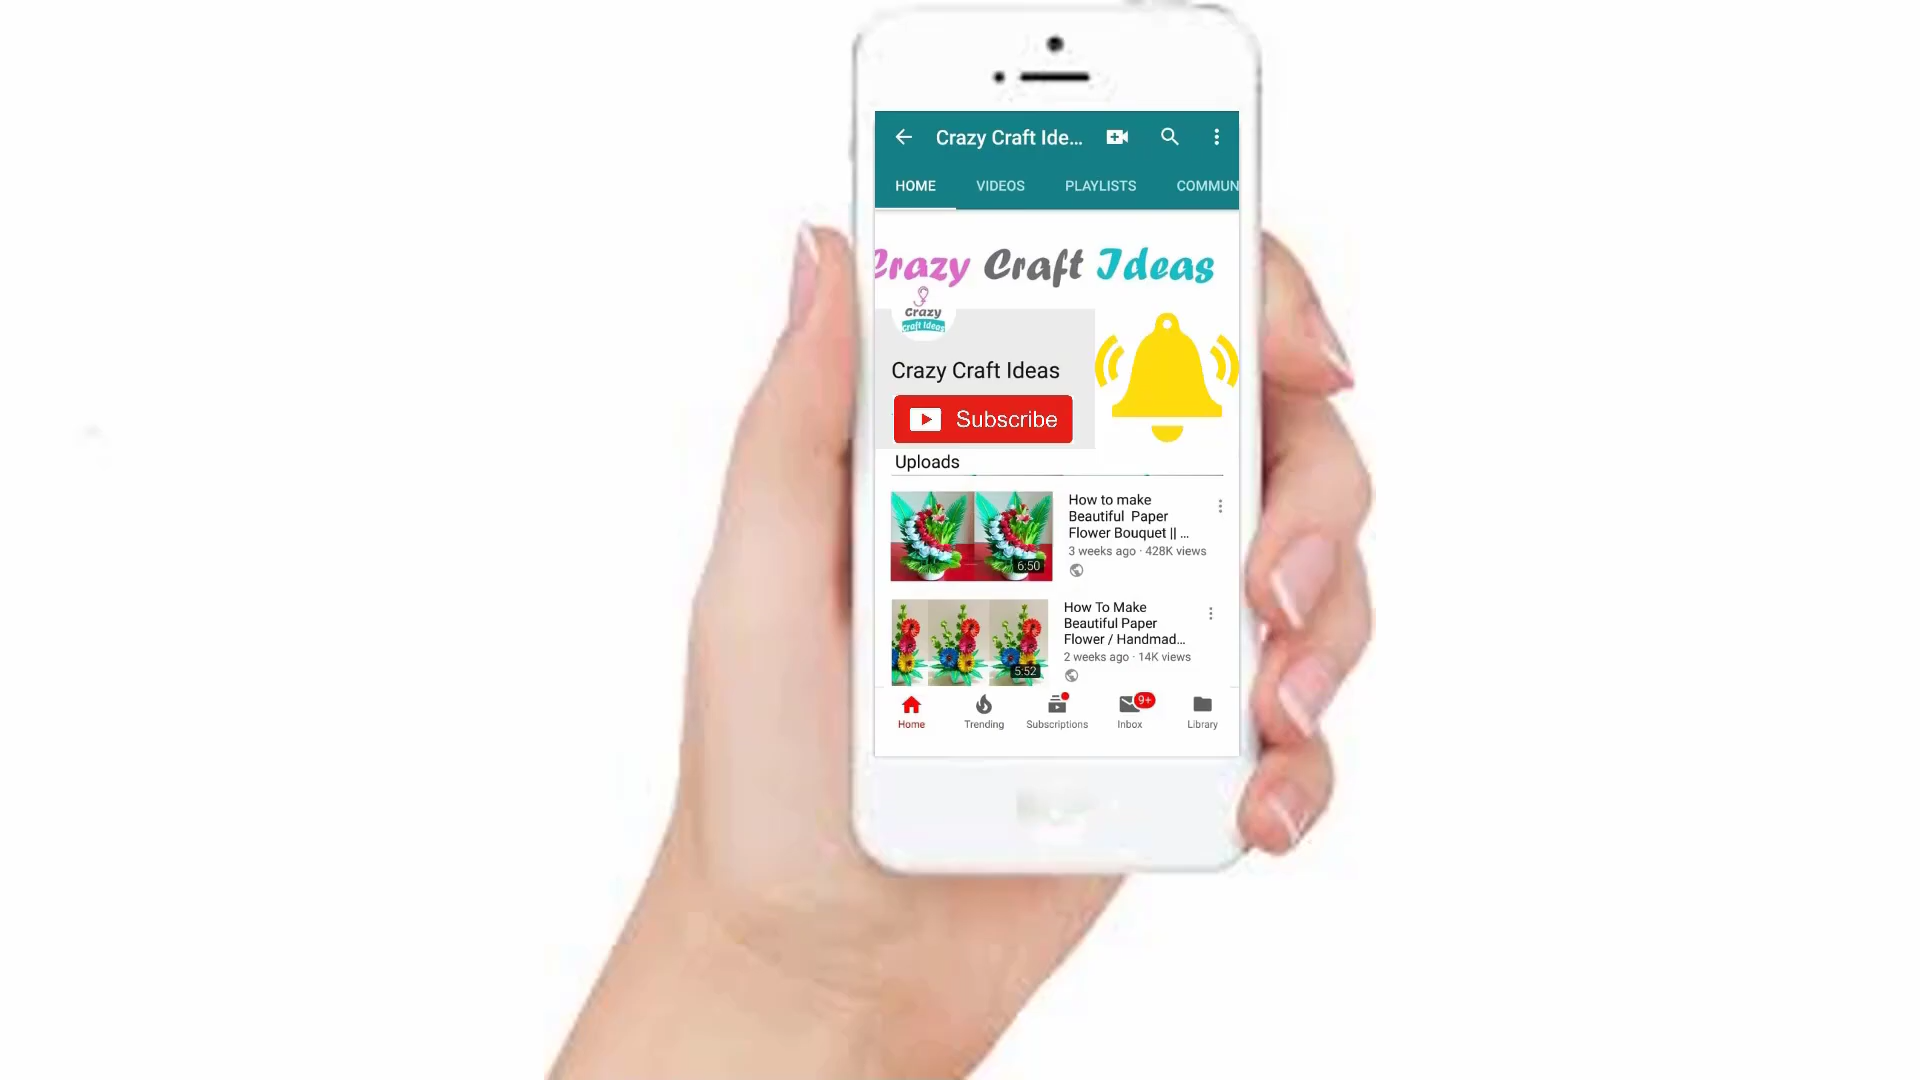 Crazy Craft Ide...
HOME VIDEOS PLAYLISTS COMMUN
Crazy Craft Ideas
Crazy
Craft Ideas
Crazy Craft Ideas
Subscribe
Uploads
How to make
Beautiful Paper
Flower Bouquet || ...
3 weeks ago · 428K views
6:50
How To Make
Beautiful Paper
Flower / Handmad...
2 weeks ago · 14K views
5:52
9+
Home Trending Subscriptions Inbox Library